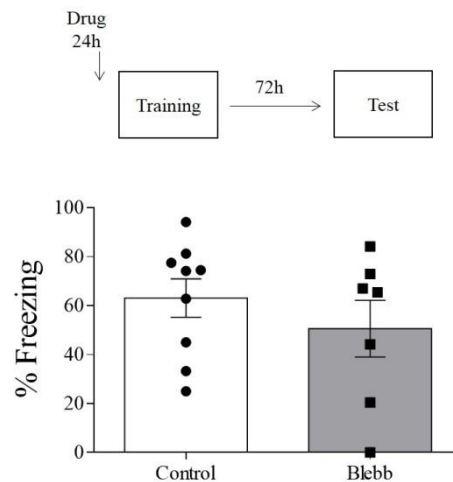 Drug
24h
Training
72h
Test
% Freezing
100
80
60
40
20
0
Control
Blebb